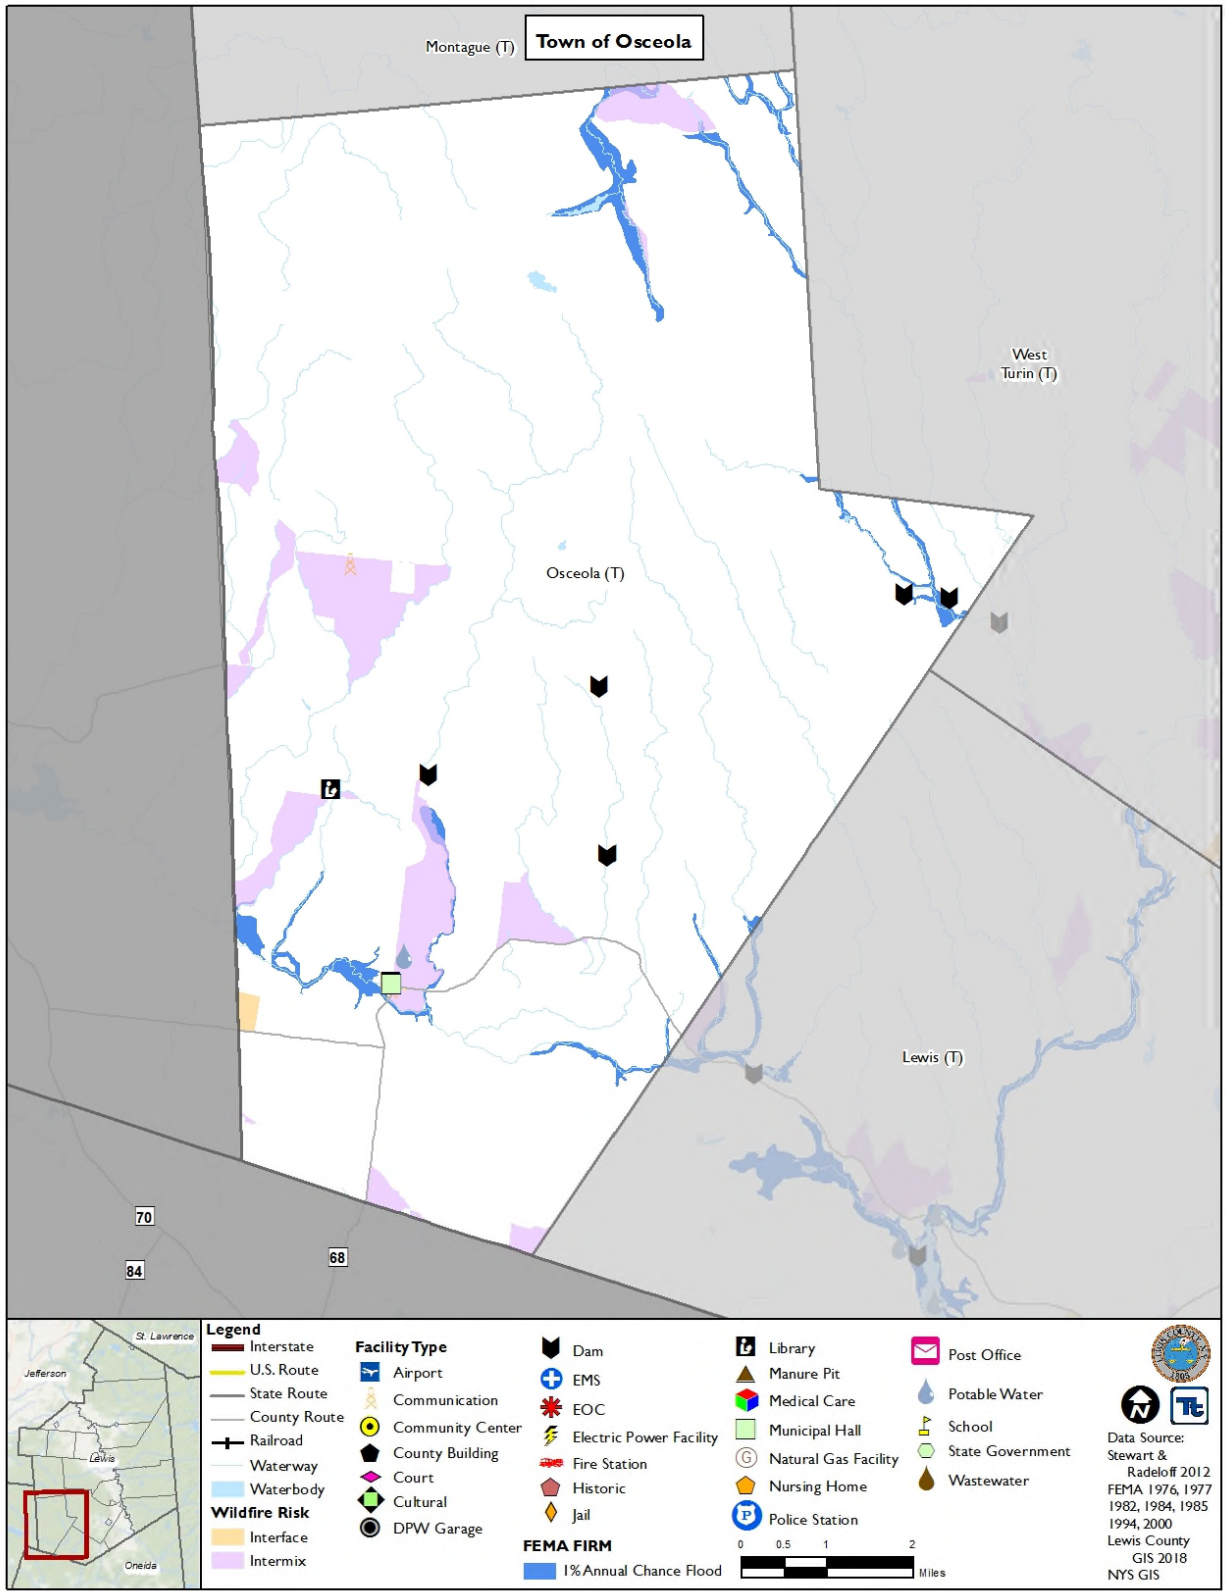 Montague (T)
Town of Osceola
West
Turin (T)
Osceola (T)
Lewis (T)
70
84
68
St. Lawrence
Jefferson
Lewis
Oneida
Legend
Interstate
U.S. Route
State Route
County Route
Railroad
Waterway
Waterbody
Wildfire Risk
Interface
Intermix
Facility Type
Airport
Communication
Community Center
County Building
Court
Cultural
DPW Garage
Dam
EMS
EOC
Electric Power Facility
Fire Station
Historic
Jail
FEMA FIRM
1% Annual Chance Flood
Library
Manure Pit
Medical Care
Municipal Hall
G Natural Gas Facility
Nursing Home
P Police Station
0 0.5 1 2
Miles
Post Office
Potable Water
School
State Government
Wastewater
LEWIS COUNTY, N.Y.
1805
N
Tt
Data Source:
Stewart &
Radeloff 2012
FEMA 1976, 1977
1982, 1984, 1985
1994, 2000
Lewis County
GIS 2018
NYS GIS